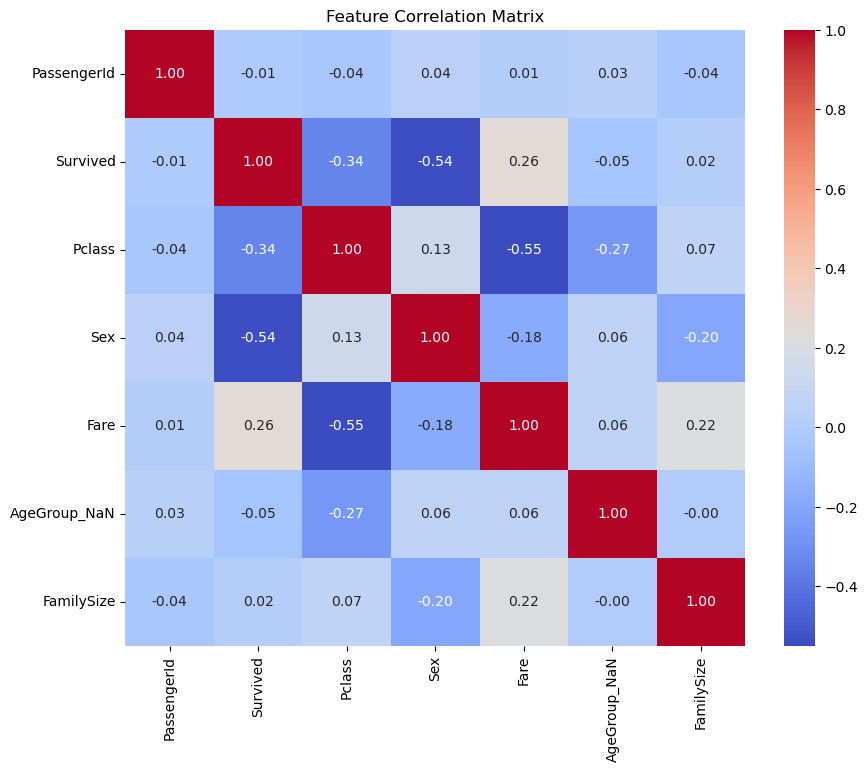 Feature Correlation Matrix
PassengerId 1.00 -0.01 -0.04 0.04 0.01 0.03 -0.04
Survived -0.01 1.00 -0.34 -0.54 0.26 -0.05 0.02
Pclass -0.04 -0.34 1.00 0.13 -0.55 -0.27 0.07
Sex 0.04 -0.54 0.13 1.00 -0.18 0.06 -0.20
Fare 0.01 0.26 -0.55 -0.18 1.00 0.06 0.22
AgeGroup_NaN 0.03 -0.05 -0.27 0.06 0.06 1.00 -0.00
FamilySize -0.04 0.02 0.07 -0.20 0.22 -0.00 1.00
PassengerId Survived Pclass Sex Fare AgeGroup_NaN FamilySize
1.0
0.8
0.6
0.4
0.2
0.0
−0.2
−0.4